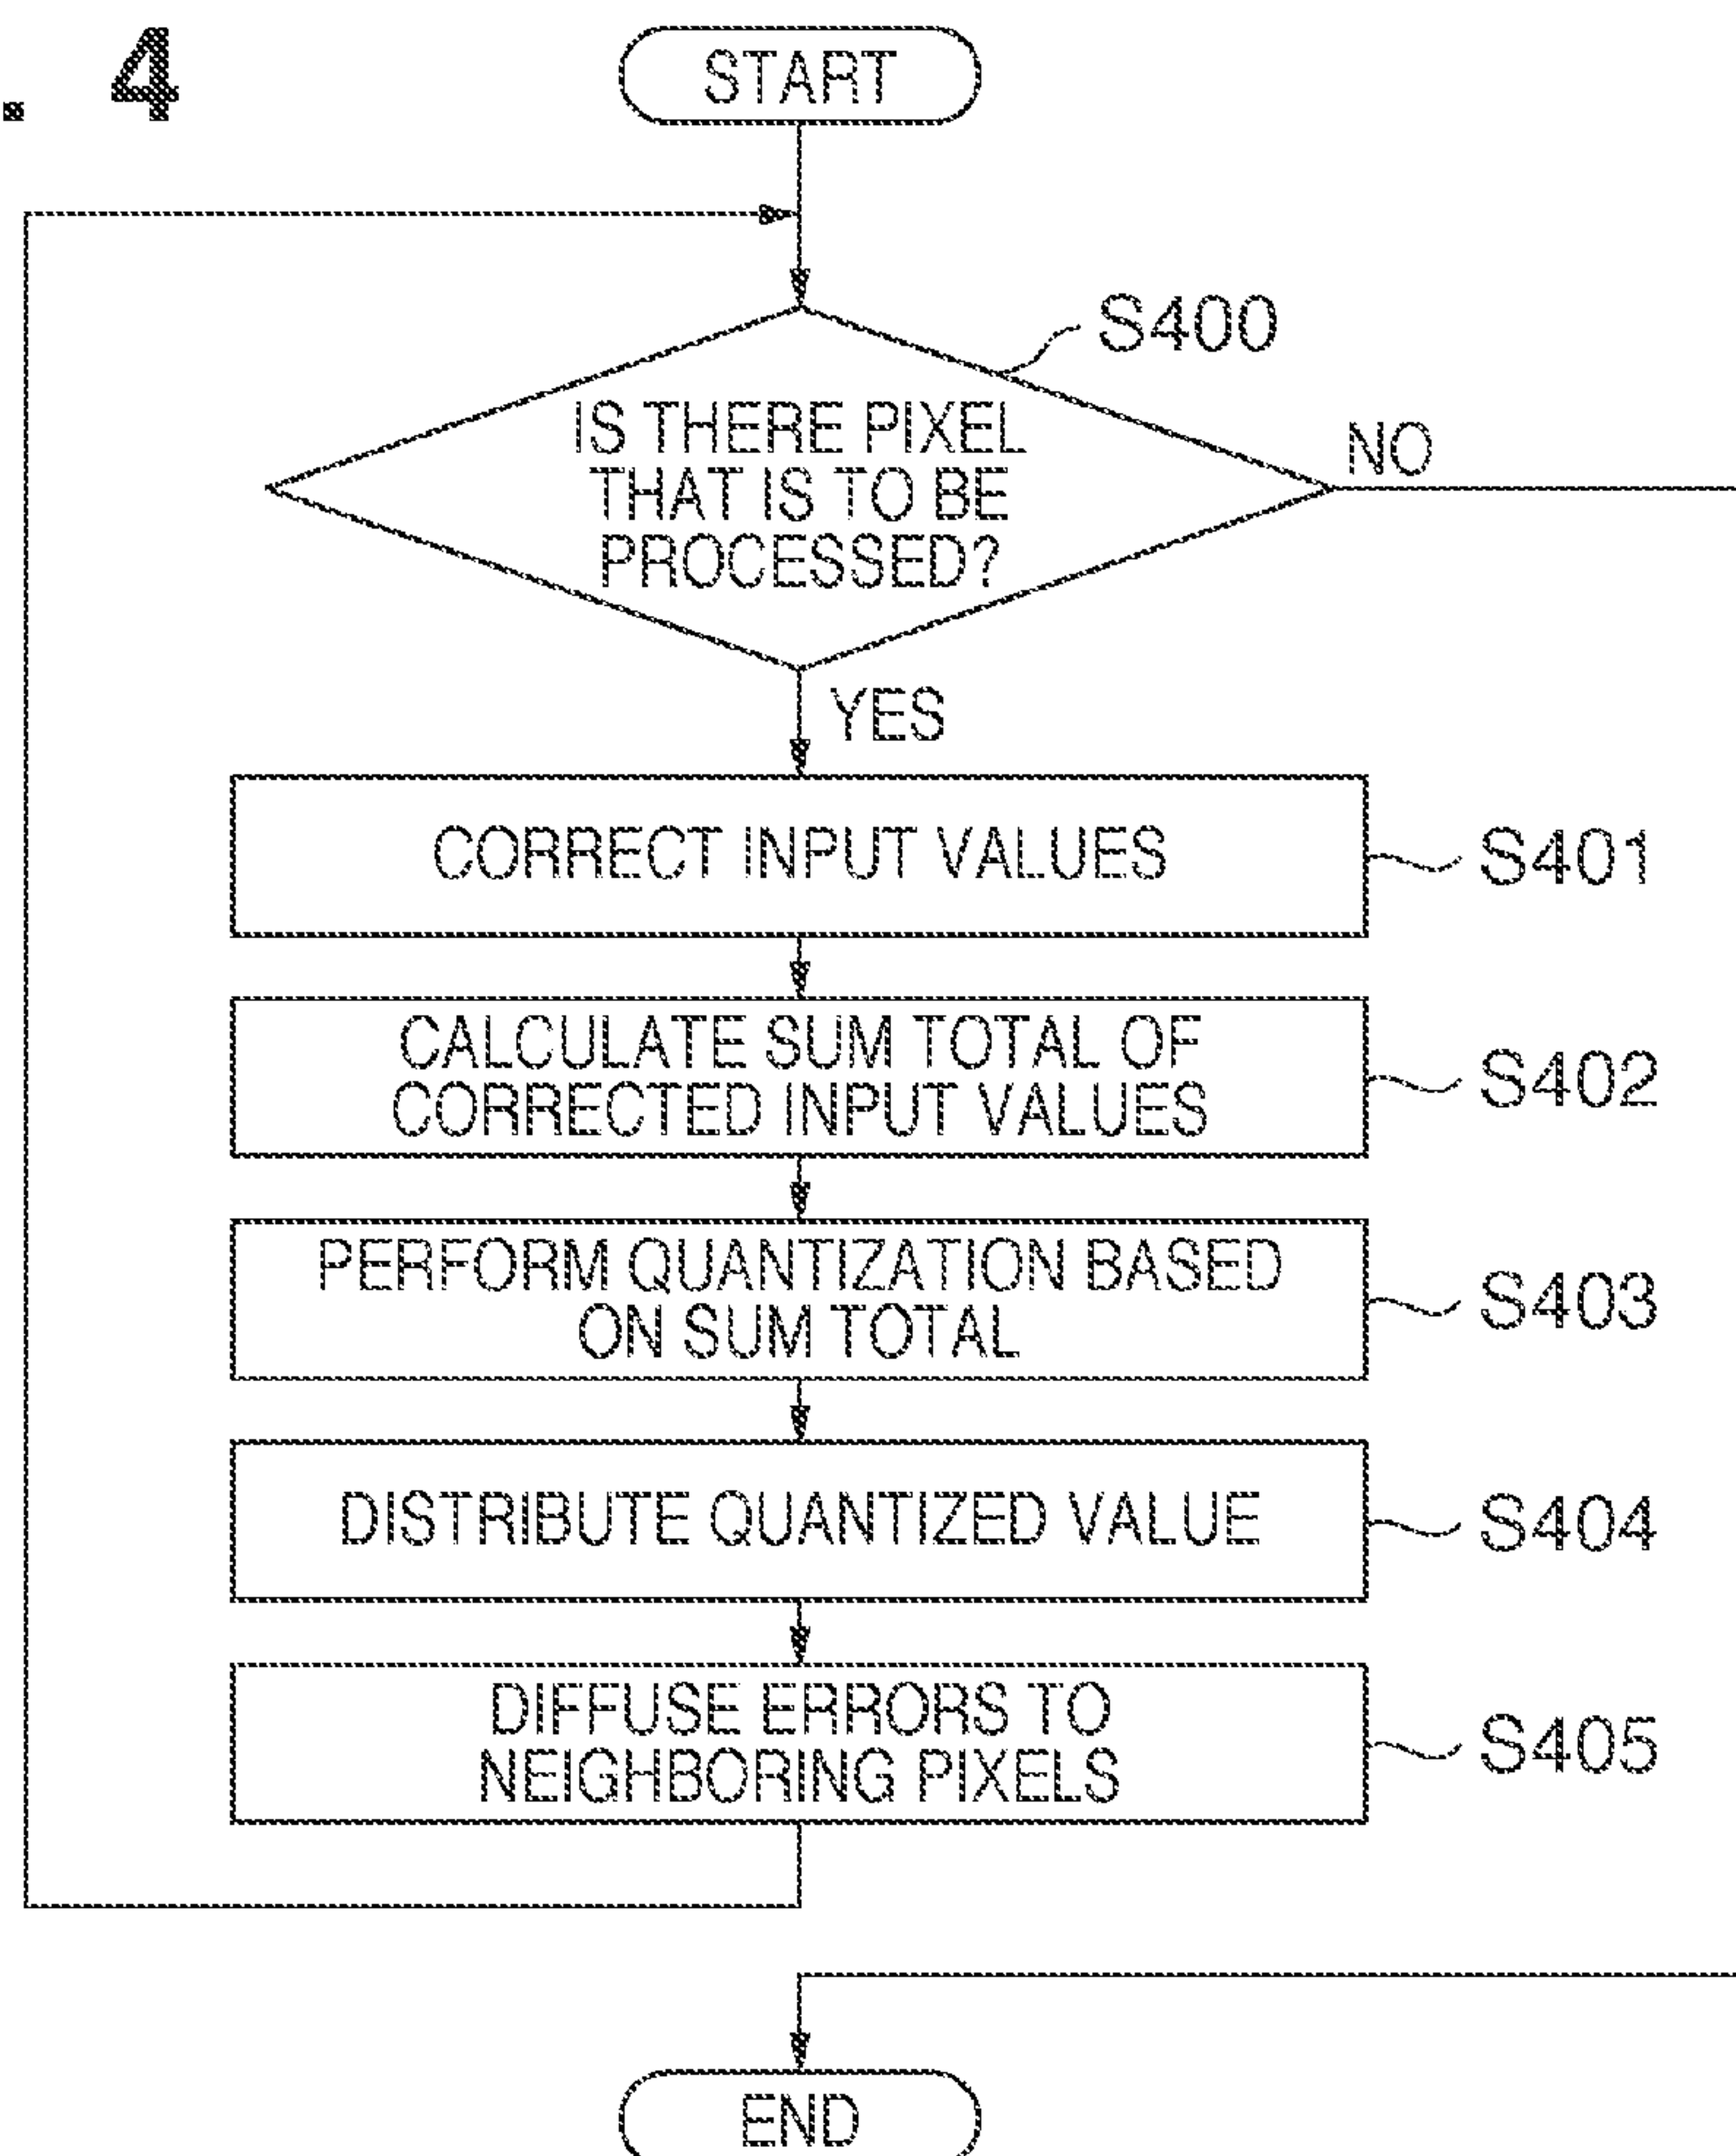 . 4
START
S400
IS THERE PIXEL
THAT IS TO BE
PROCESSED?
NO
YES
CORRECT INPUT VALUES
S401
CALCULATE SUM TOTAL OF
CORRECTED INPUT VALUES
S402
PERFORM QUANTIZATION BASED
ON SUM TOTAL
S403
DISTRIBUTE QUANTIZED VALUE
S404
DIFFUSE ERRORS TO
NEIGHBORING PIXELS
S405
END